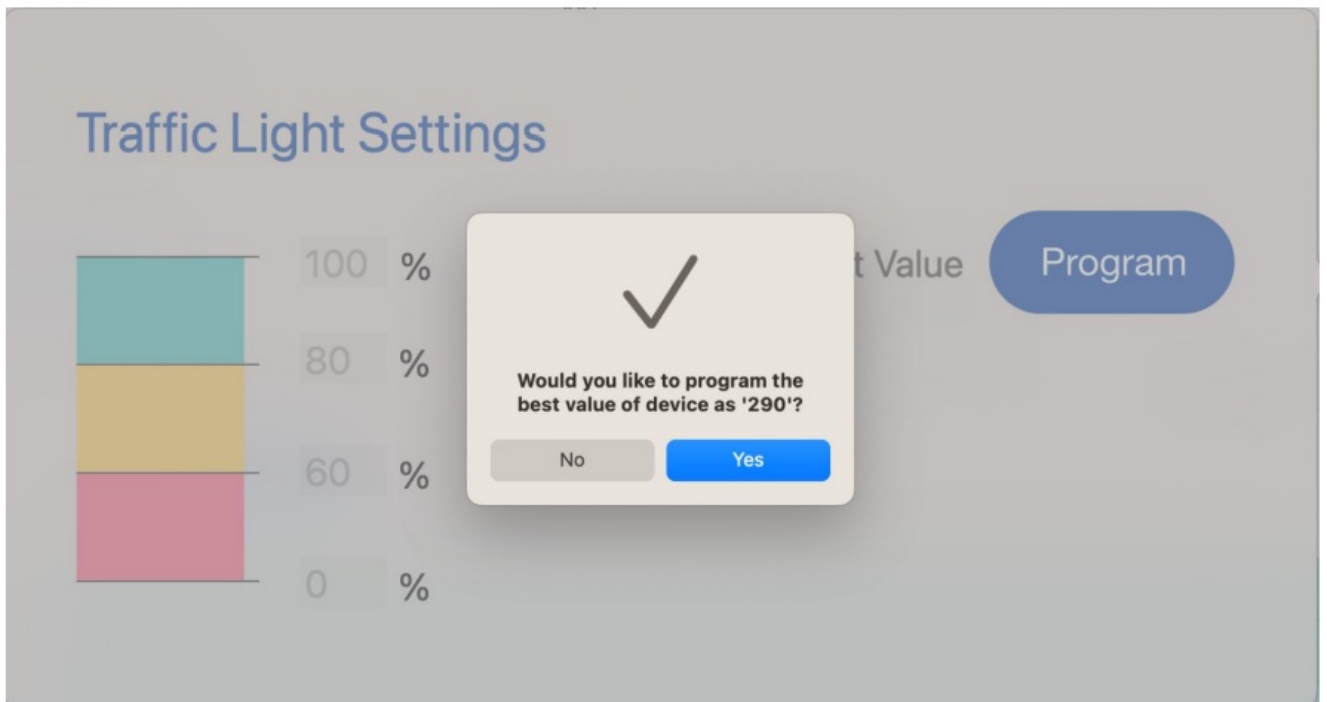 Traffic Light Settings
100 %
t Value
Program
80 %
Would you like to program the
best value of device as '290'?
No
Yes
60 %
0 %